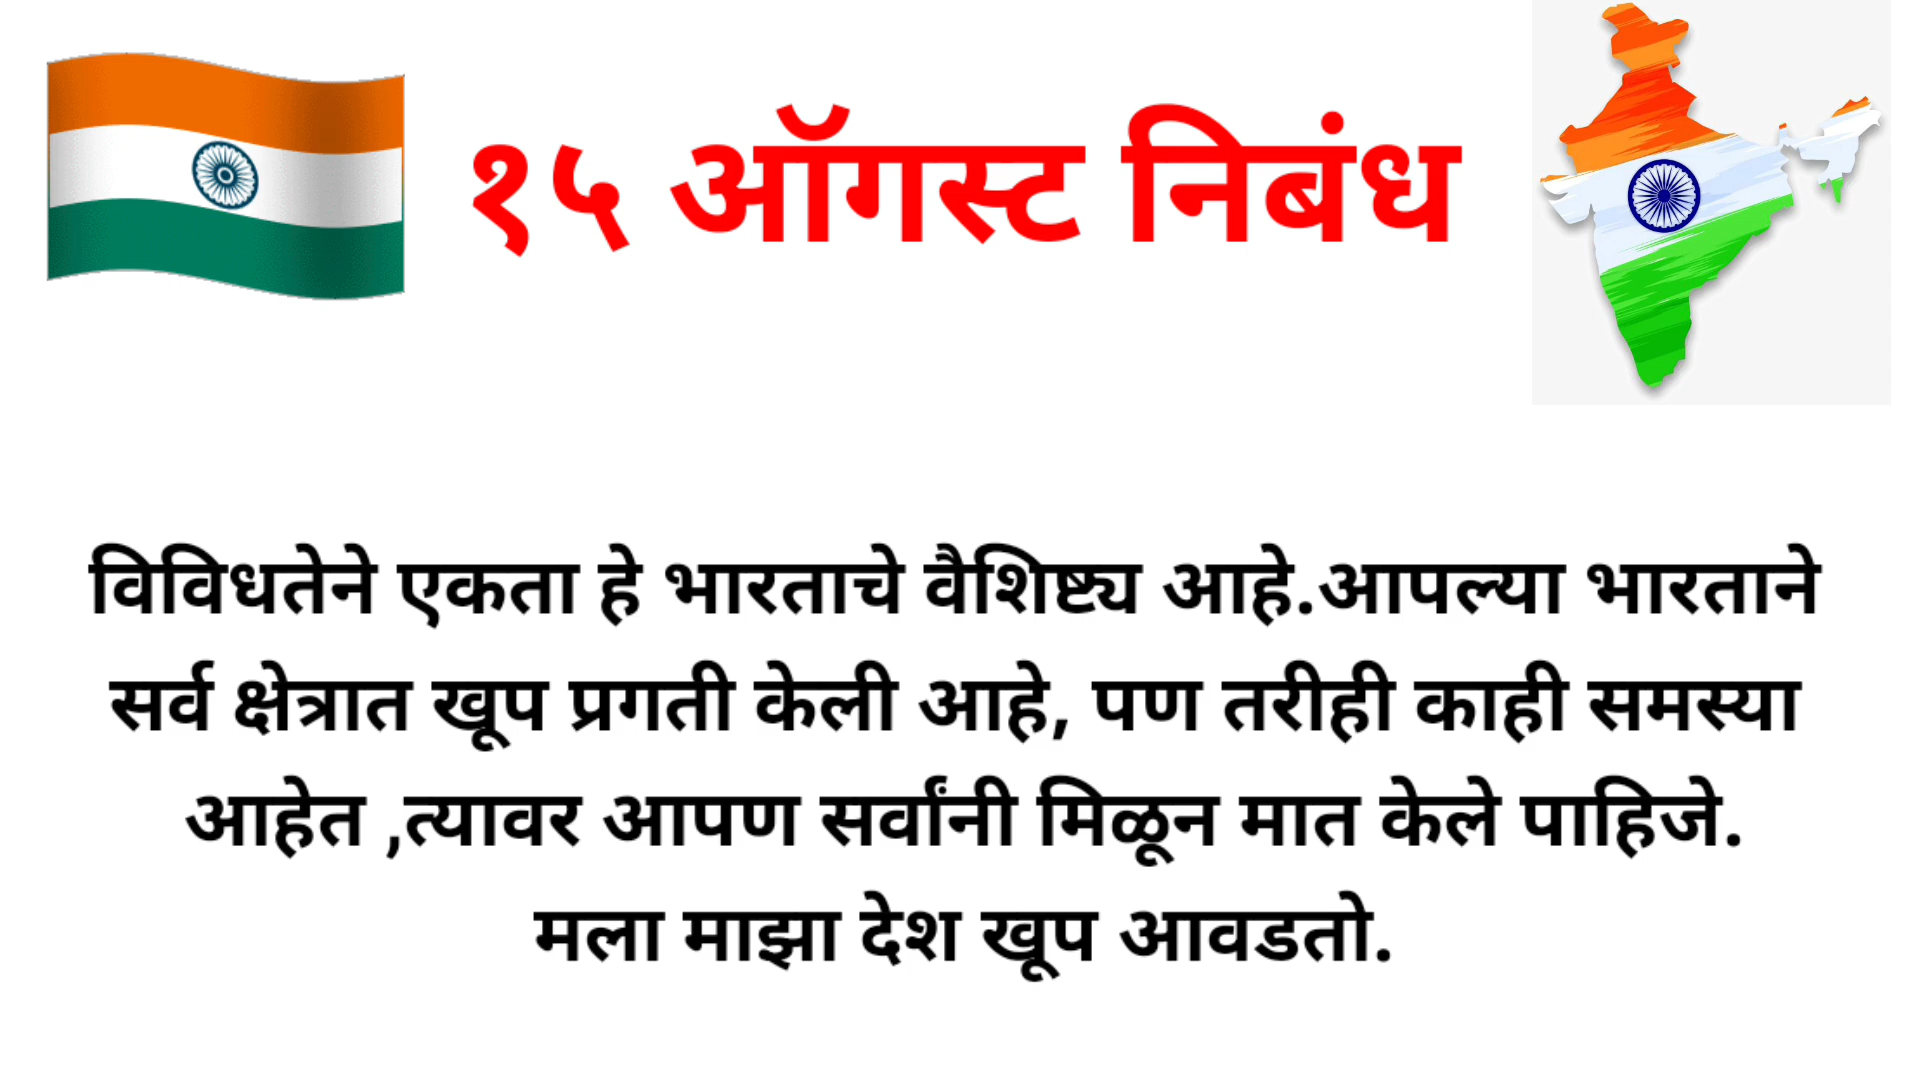 १५ ऑगस्ट निबंध
विविधतेने एकता हे भारताचे वैशिष्ट्य आहे.आपल्या भारताने
सर्व क्षेत्रात खूप प्रगती केली आहे, पण तरीही काही समस्या
आहेत ,त्यावर आपण सर्वांनी मिळून मात केले पाहिजे.
मला माझा देश खूप आवडतो.